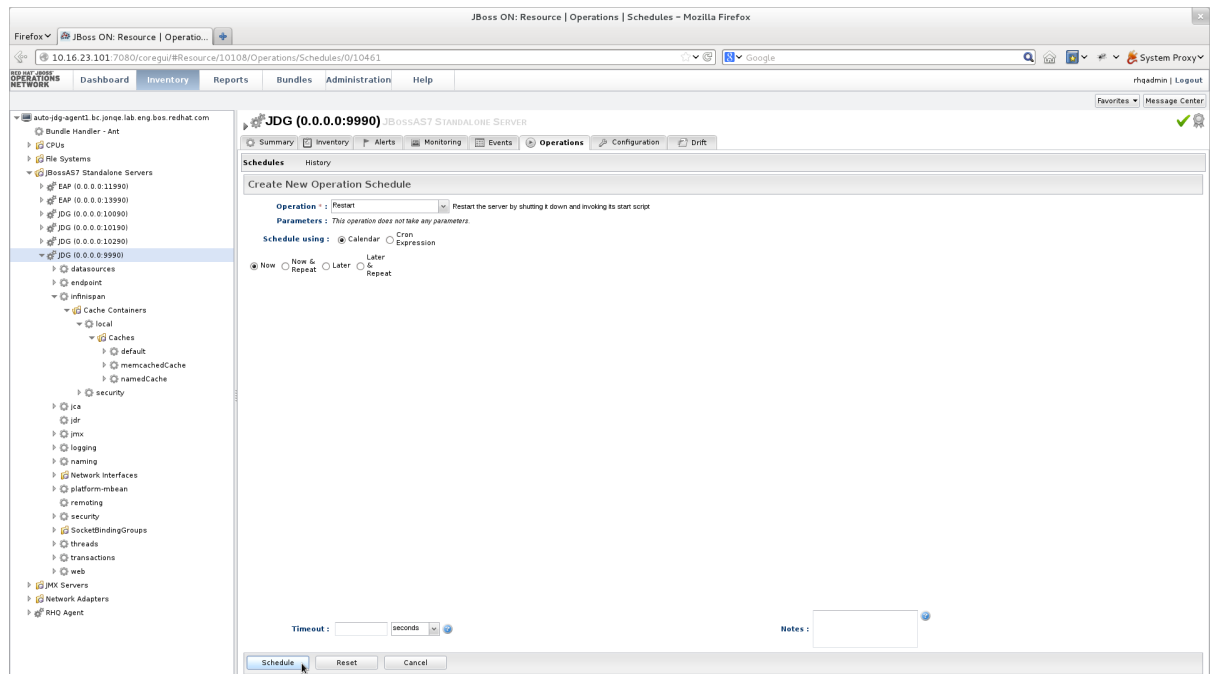 JBoss ON: Resource | Operations | Schedules – Mozilla Firefox
Firefox
JBoss ON: Resource | Operatio...
10.16.23.101:7080/coregui/#Resource/10108/Operations/Schedules/0/10461
Google
System Proxy
RED HAT JBOSS'
OPERATIONS
NETWORK
Dashboard Inventory Reports Bundles Administration Help
rhqadmin | Logout
Favorites Message Center
auto-jdg-agent1.bc.jonqe.lab.eng.bos.redhat.com
Bundle Handler - Ant
CPUs
File Systems
JBossAS7 Standalone Servers
EAP (0.0.0.0:11990)
EAP (0.0.0.0:13990)
JDG (0.0.0.0:10090)
JDG (0.0.0.0:10190)
JDG (0.0.0.0:10290)
JDG (0.0.0.0:9990)
datasources
endpoint
infinispan
Cache Containers
local
Caches
default
memcachedCache
namedCache
security
jca
jdr
jmx
logging
naming
Network Interfaces
platform-mbean
remoting
security
SocketBindingGroups
threads
transactions
web
JMX Servers
Network Adapters
RHQ Agent
JDG (0.0.0.0:9990) JBossAS7 Standalone Server
Summary Inventory Alerts Monitoring Events Operations Configuration Drift
Schedules History
Create New Operation Schedule
Operation * : Restart Restart the server by shutting it down and invoking its start script
Parameters : This operation does not take any parameters.
Schedule using : Calendar Cron Expression
Now Now & Repeat Later Later & Repeat
Timeout : seconds Notes :
Schedule Reset Cancel